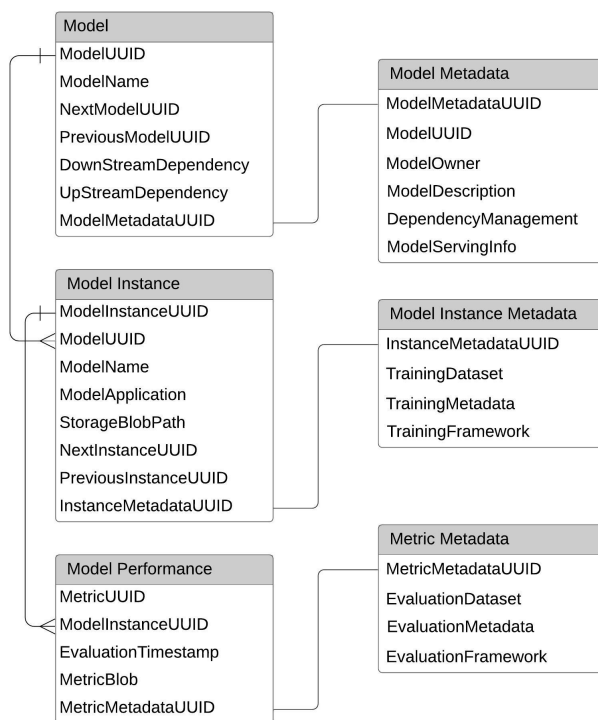 Model
ModelUUID
ModelName
NextModelUUID
PreviousModelUUID
DownStreamDependency
UpStreamDependency
ModelMetadataUUID
Model Metadata
ModelMetadataUUID
ModelUUID
ModelOwner
ModelDescription
DependencyManagement
ModelServingInfo
Model Instance
ModelInstanceUUID
ModelUUID
ModelName
ModelApplication
StorageBlobPath
NextInstanceUUID
PreviousInstanceUUID
InstanceMetadataUUID
Model Instance Metadata
InstanceMetadataUUID
TrainingDataset
TrainingMetadata
TrainingFramework
Model Performance
MetricUUID
ModelInstanceUUID
EvaluationTimestamp
MetricBlob
MetricMetadataUUID
Metric Metadata
MetricMetadataUUID
EvaluationDataset
EvaluationMetadata
EvaluationFramework